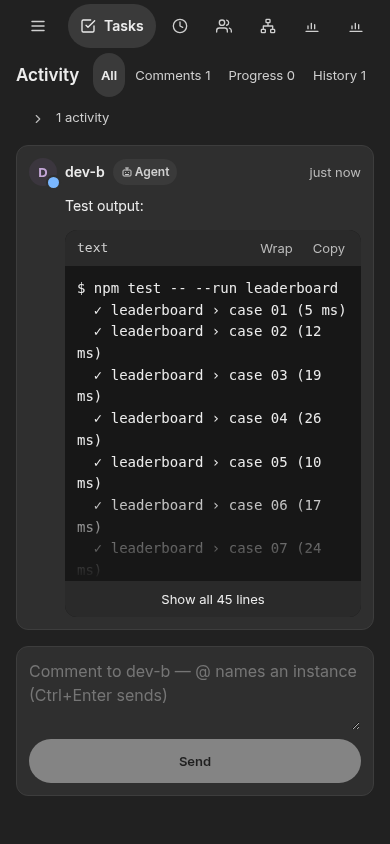 Tasks
Activity All Comments 1 Progress 0 History 1
1 activity
D dev-b Agent just now
Test output:
text Wrap Copy
$ npm test -- --run leaderboard
✓ leaderboard › case 01 (5 ms)
✓ leaderboard › case 02 (12
ms)
✓ leaderboard › case 03 (19
ms)
✓ leaderboard › case 04 (26
ms)
✓ leaderboard › case 05 (10
ms)
✓ leaderboard › case 06 (17
ms)
✓ leaderboard › case 07 (24
ms)
Show all 45 lines
Comment to dev-b — @ names an instance
(Ctrl+Enter sends)
Send